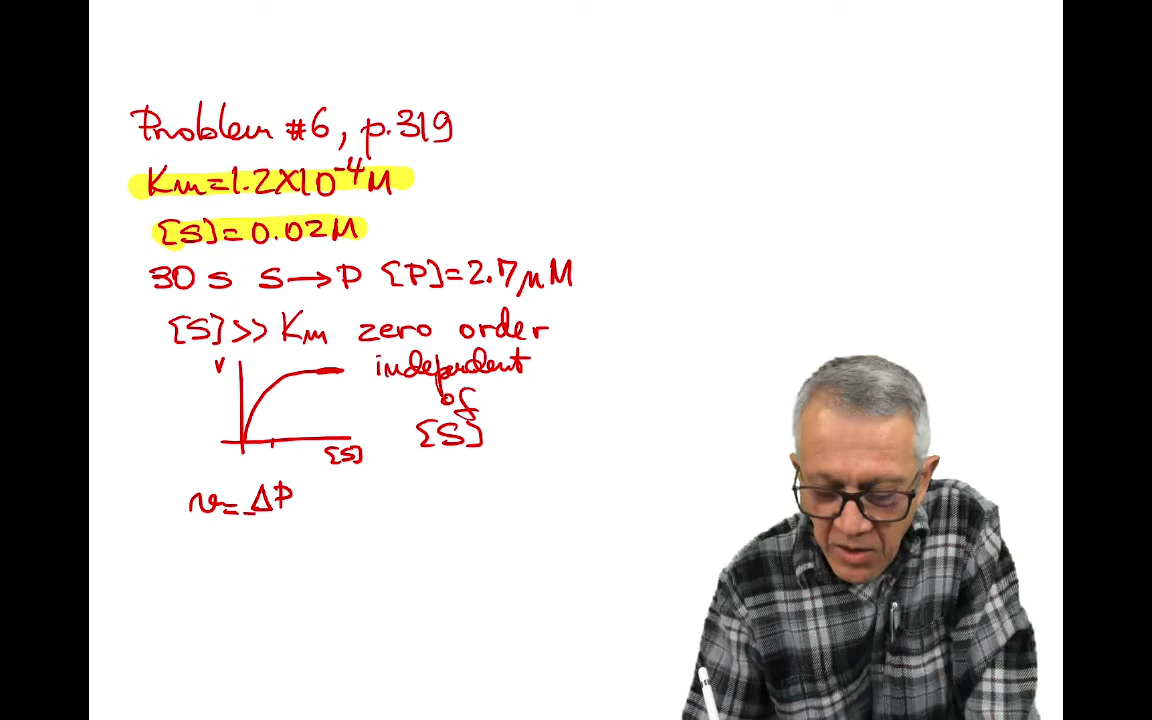 Problem #6, p.319
Km=1.2X10⁻⁴M
[S]=0.02M
30 s S→P [P]=2.7μM
[S]>>Km zero order
independent
of
[S]
v
[S]
v=ΔP